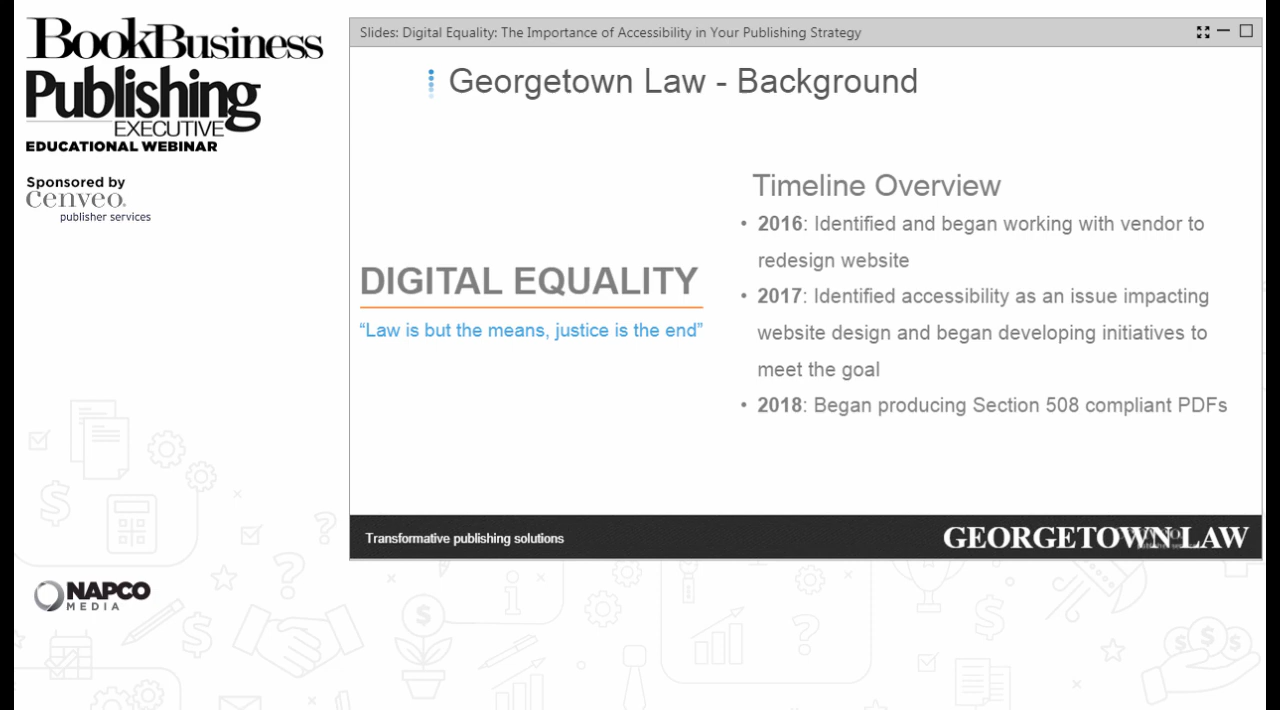 BookBusiness
Publishing
EXECUTIVE
EDUCATIONAL WEBINAR
Sponsored by
cenveo.
publisher services
Slides: Digital Equality: The Importance of Accessibility in Your Publishing Strategy
Georgetown Law - Background
DIGITAL EQUALITY
“Law is but the means, justice is the end”
Timeline Overview
• 2016: Identified and began working with vendor to
redesign website
• 2017: Identified accessibility as an issue impacting
website design and began developing initiatives to
meet the goal
• 2018: Began producing Section 508 compliant PDFs
Transformative publishing solutions
GEORGETOWN LAW
NAPCO
MEDIA